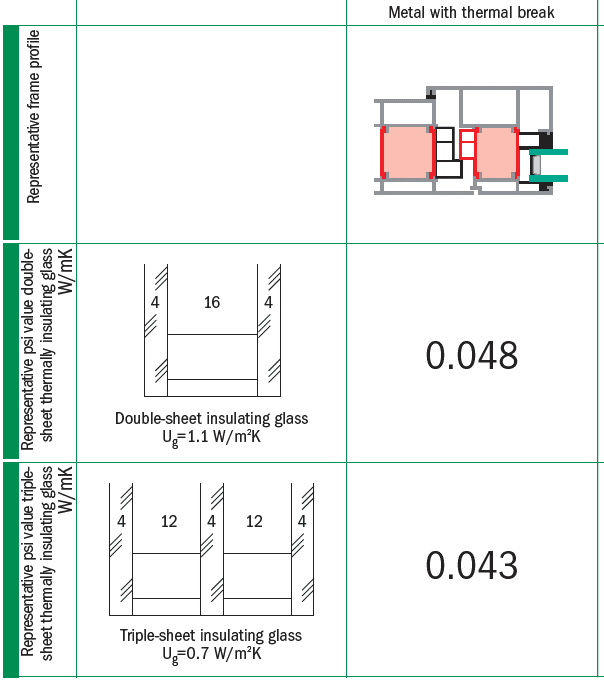 Metal with thermal break
Representative frame profile
Representative psi value double-
sheet thermally insulating glass
W/mK
4 16 4
Double-sheet insulating glass
Ug=1.1 W/m²K
0.048
Representative psi value triple-
sheet thermally insulating glass
W/mK
4 12 4 12 4
Triple-sheet insulating glass
Ug=0.7 W/m²K
0.043